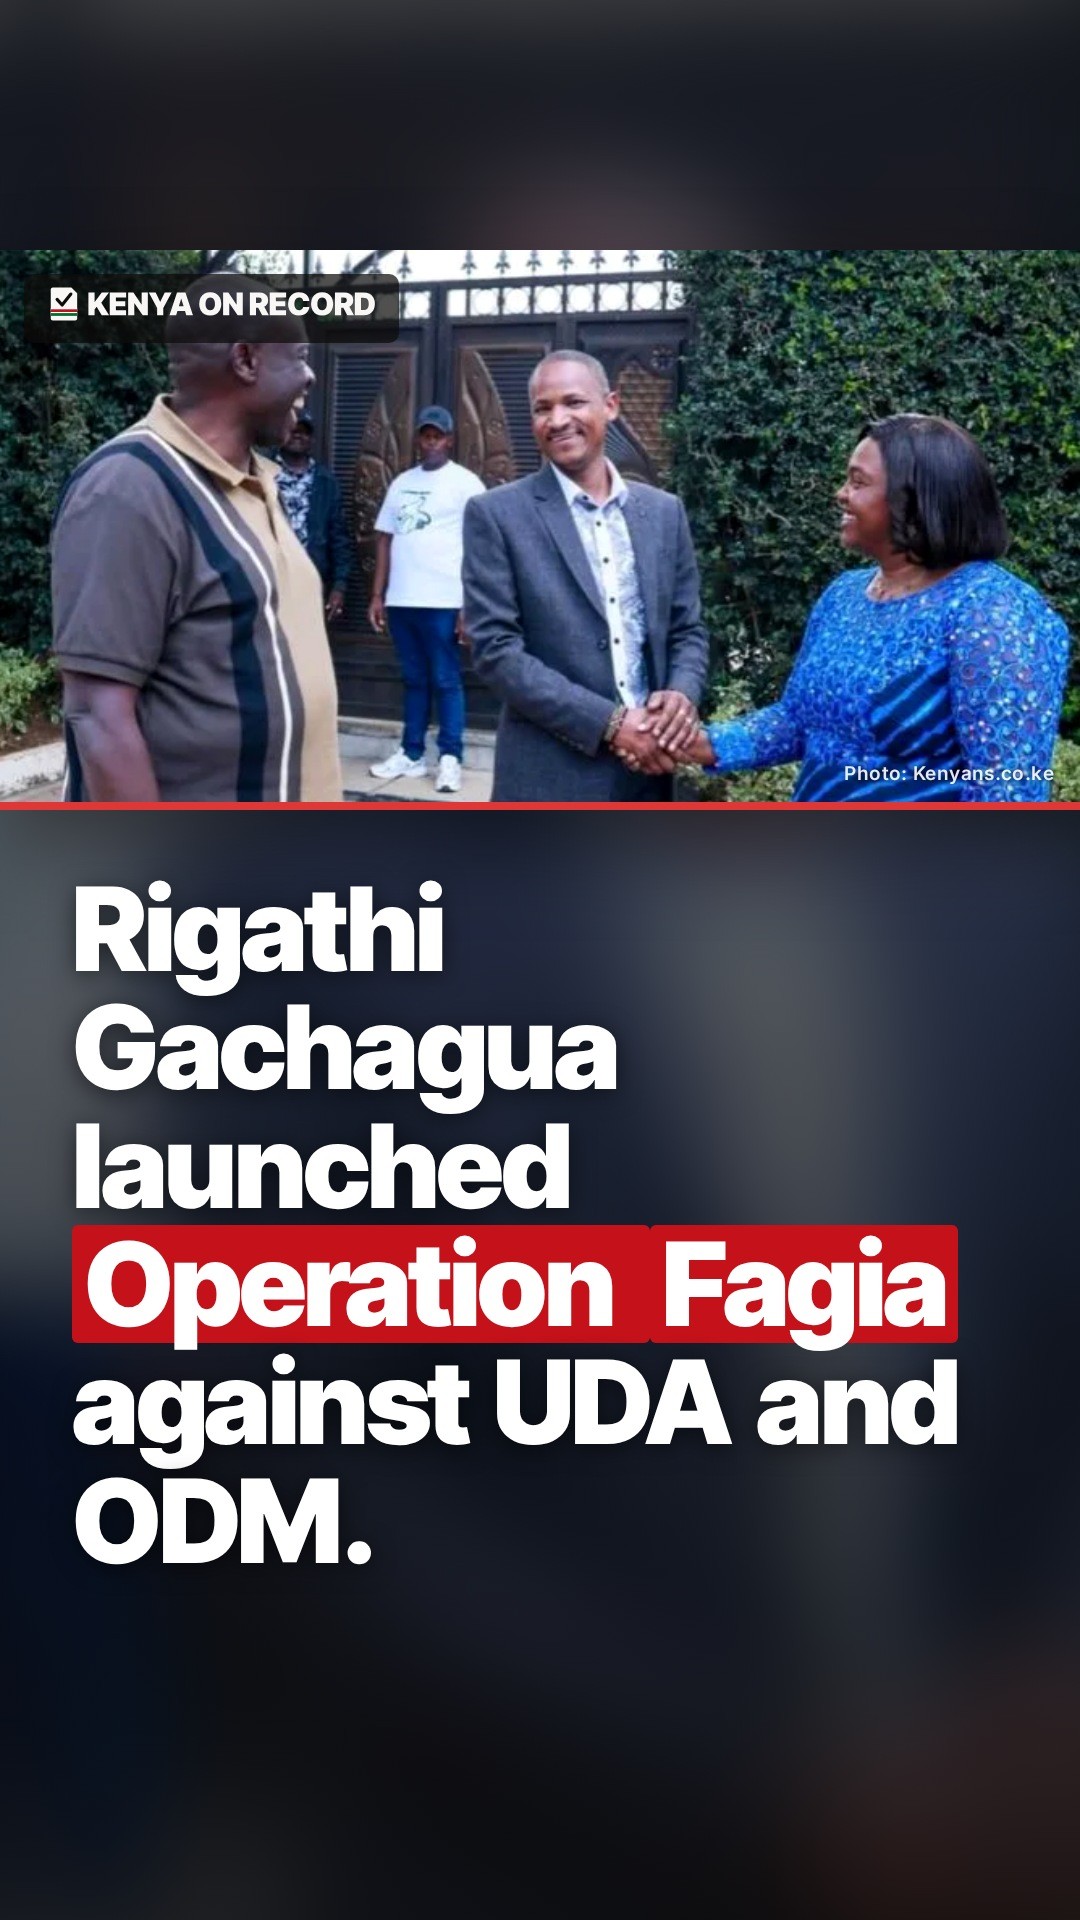 KENYA ON RECORD
Photo: Kenyans.co.ke
Rigathi
Gachagua
launched
Operation Fagia
against UDA and
ODM.